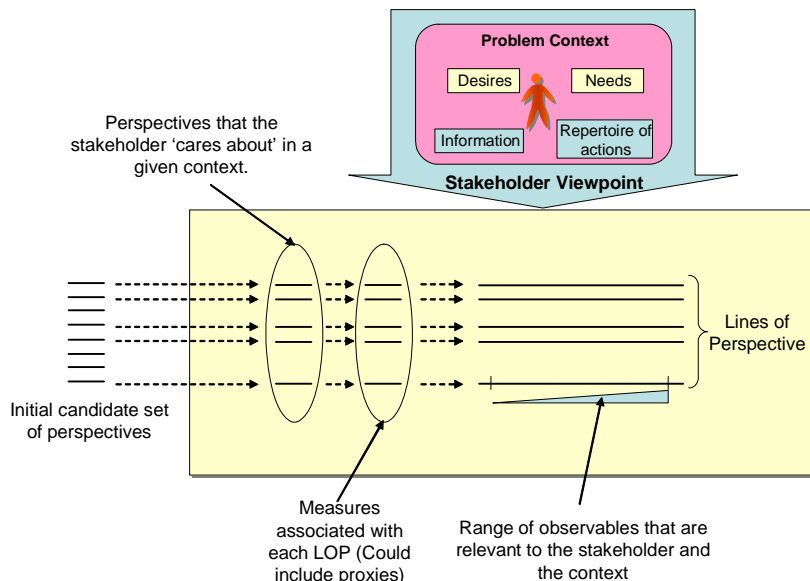 Problem Context
Desires
Needs
Information
Repertoire of
actions
Stakeholder Viewpoint
Perspectives that the
stakeholder ‘cares about’ in a
given context.
Initial candidate set
of perspectives
Lines of
Perspective
Measures
associated with
each LOP (Could
include proxies)
Range of observables that are
relevant to the stakeholder and
the context